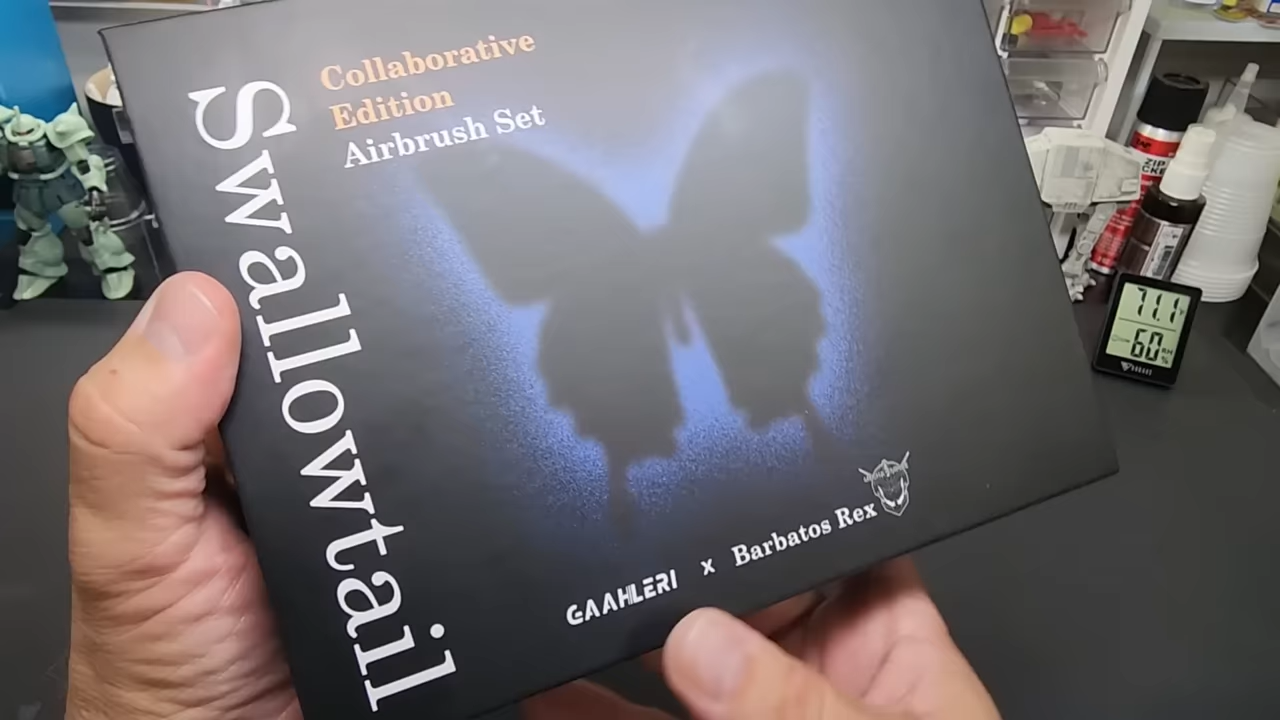 Swallowtail
Collaborative
Edition
Airbrush Set
GAAHLERI x Barbatos Rex
ZIP
71.1
60